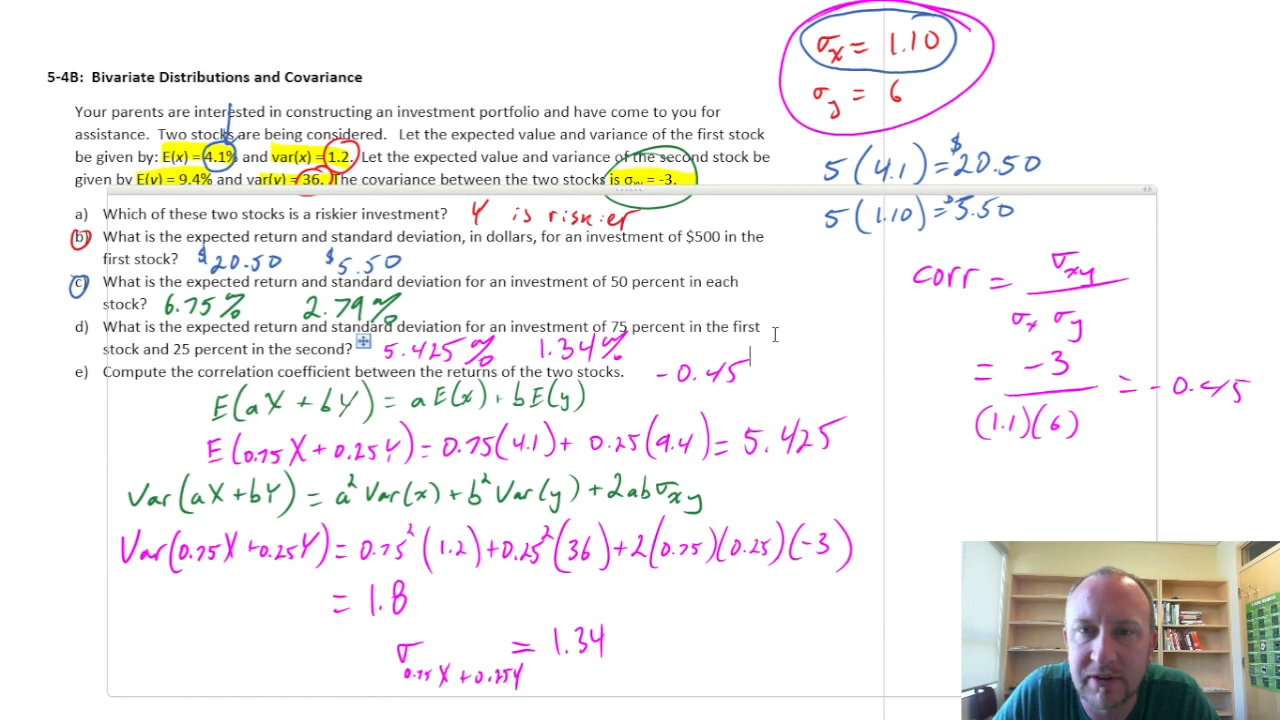 σx = 1.10
σy = 6
5-4B: Bivariate Distributions and Covariance
Your parents are interested in constructing an investment portfolio and have come to you for
assistance. Two stocks are being considered. Let the expected value and variance of the first stock
be given by: E(x) = 4.1% and var(x) = 1.2. Let the expected value and variance of the second stock be
given by E(y) = 9.4% and var(y) = 36. The covariance between the two stocks is σxy = -3.
5(4.1) = $20.50
5(1.10) = $5.50
a) Which of these two stocks is a riskier investment? Y is riskier
b) What is the expected return and standard deviation, in dollars, for an investment of $500 in the
first stock? $20.50 $5.50
c) What is the expected return and standard deviation for an investment of 50 percent in each
stock? 6.75% 2.79%
d) What is the expected return and standard deviation for an investment of 75 percent in the first
stock and 25 percent in the second? 5.425% 1.34%
e) Compute the correlation coefficient between the returns of the two stocks. -0.45
corr = σxy / σx σy
= -3 / (1.1)(6) = -0.45
E(aX + bY) = aE(x) + bE(y)
E(0.75X + 0.25Y) = 0.75(4.1) + 0.25(9.4) = 5.425
Var(aX + bY) = a² Var(x) + b² Var(y) + 2abσxy
Var(0.75X + 0.25Y) = 0.75² (1.2) + 0.25² (36) + 2(0.75)(0.25)(-3)
= 1.8
σ0.75X + 0.25Y = 1.34